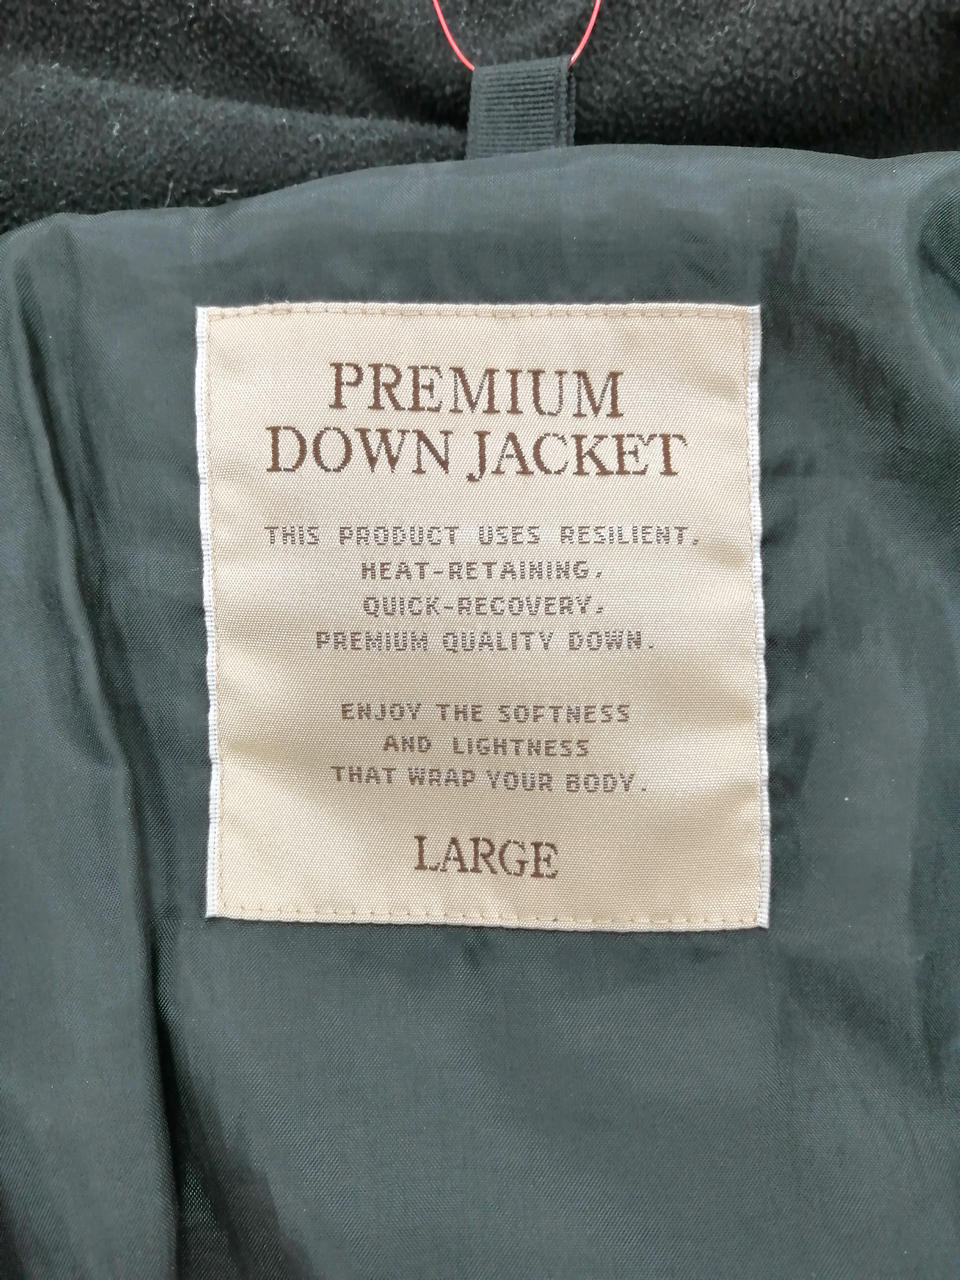 PREMIUM
DOWN JACKET
THIS PRODUCT USES RESILIENT,
HEAT-RETAINING,
QUICK-RECOVERY,
PREMIUM QUALITY DOWN.
ENJOY THE SOFTNESS
AND LIGHTNESS
THAT WRAP YOUR BODY.
LARGE